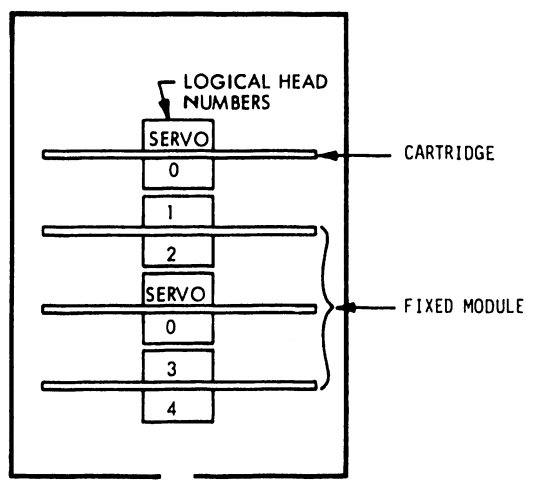 LOGICAL HEAD
NUMBERS
SERVO
0
CARTRIDGE
1
2
SERVO
0
FIXED MODULE
3
4